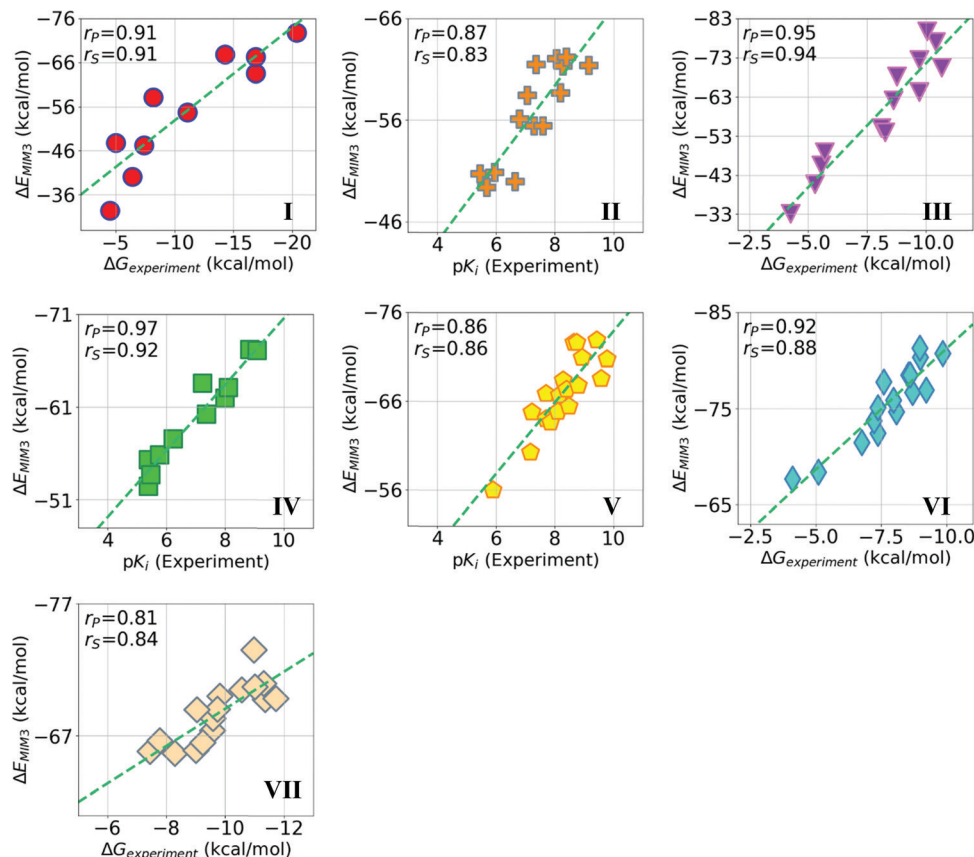 −76
−66
−56
−46
−36
ΔE_MIM3 (kcal/mol)
r_P=0.91
r_S=0.91
I
−5 −10 −15 −20
ΔG_experiment (kcal/mol)
−56
−46
ΔE_MIM3 (kcal/mol)
r_P=0.87
r_S=0.83
II
4 6 8 10
pK_i (Experiment)
−83
−73
−63
−53
−43
−33
ΔE_MIM3 (kcal/mol)
r_P=0.95
r_S=0.94
III
−2.5 −5.0 −7.5 −10.0
ΔG_experiment (kcal/mol)
−71
−61
−51
ΔE_MIM3 (kcal/mol)
r_P=0.97
r_S=0.92
IV
4 6 8 10
pK_i (Experiment)
−76
−66
−56
ΔE_MIM3 (kcal/mol)
r_P=0.86
r_S=0.86
V
4 6 8 10
pK_i (Experiment)
−85
−75
−65
ΔE_MIM3 (kcal/mol)
r_P=0.92
r_S=0.88
VI
−2.5 −5.0 −7.5 −10.0
ΔG_experiment (kcal/mol)
−77
−67
ΔE_MIM3 (kcal/mol)
r_P=0.81
r_S=0.84
VII
−6 −8 −10 −12
ΔG_experiment (kcal/mol)